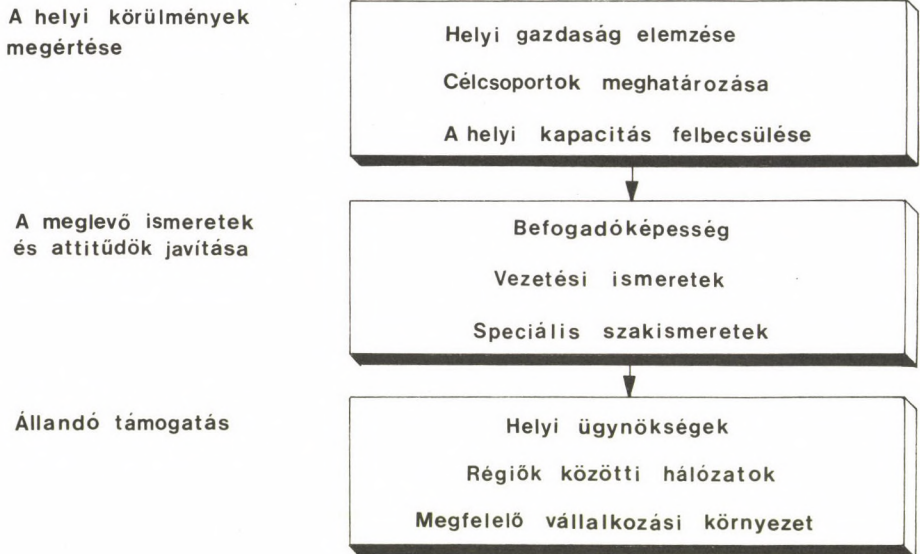 A helyi körülmények
megértése
Helyi gazdaság elemzése
Célcsoportok meghatározása
A helyi kapacitás felbecsülése
A meglevő ismeretek
és attitűdök javítása
Befogadóképesség
Vezetési ismeretek
Speciális szakismeretek
Állandó támogatás
Helyi ügynökségek
Régiők közötti hálózatok
Megfelelő vállalkozási környezet